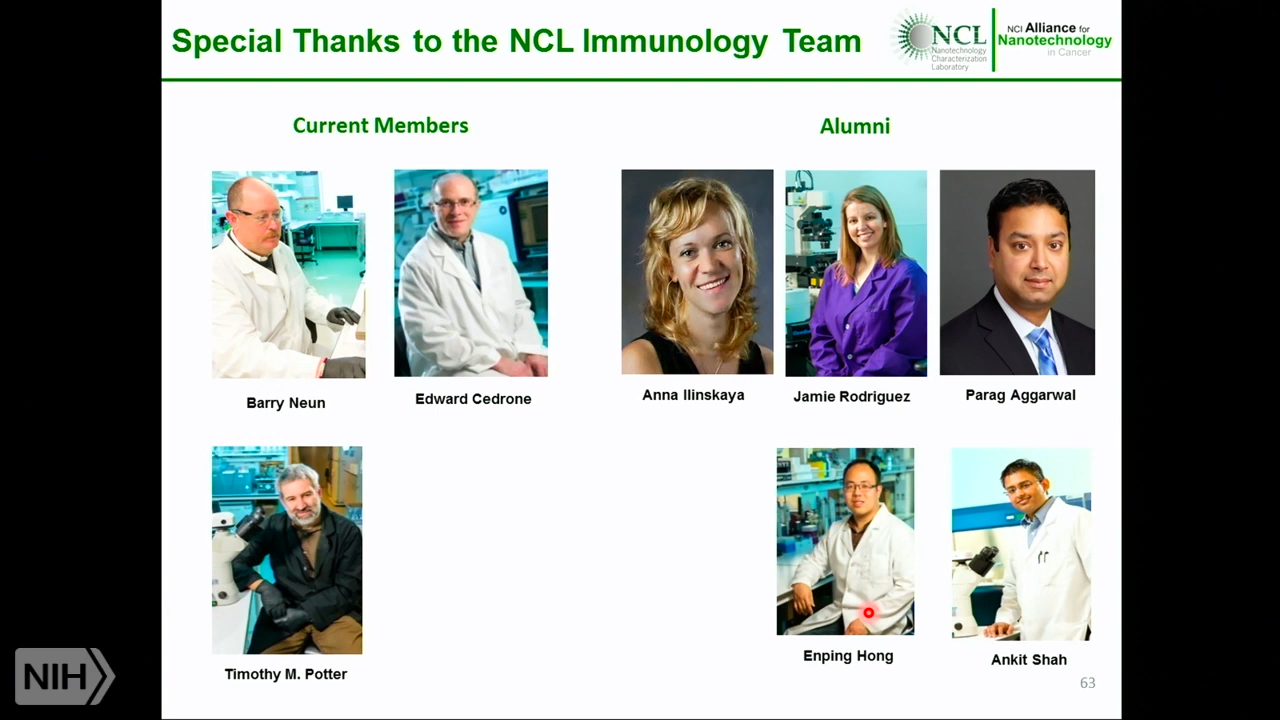 Special Thanks to the NCL Immunology Team
NCL
Nanotechnology
Characterization
Laboratory
NCI Alliance for
Nanotechnology
in Cancer
Current Members
Alumni
Barry Neun
Edward Cedrone
Anna Ilinskaya
Jamie Rodriguez
Parag Aggarwal
Timothy M. Potter
Enping Hong
Ankit Shah
63
NIH